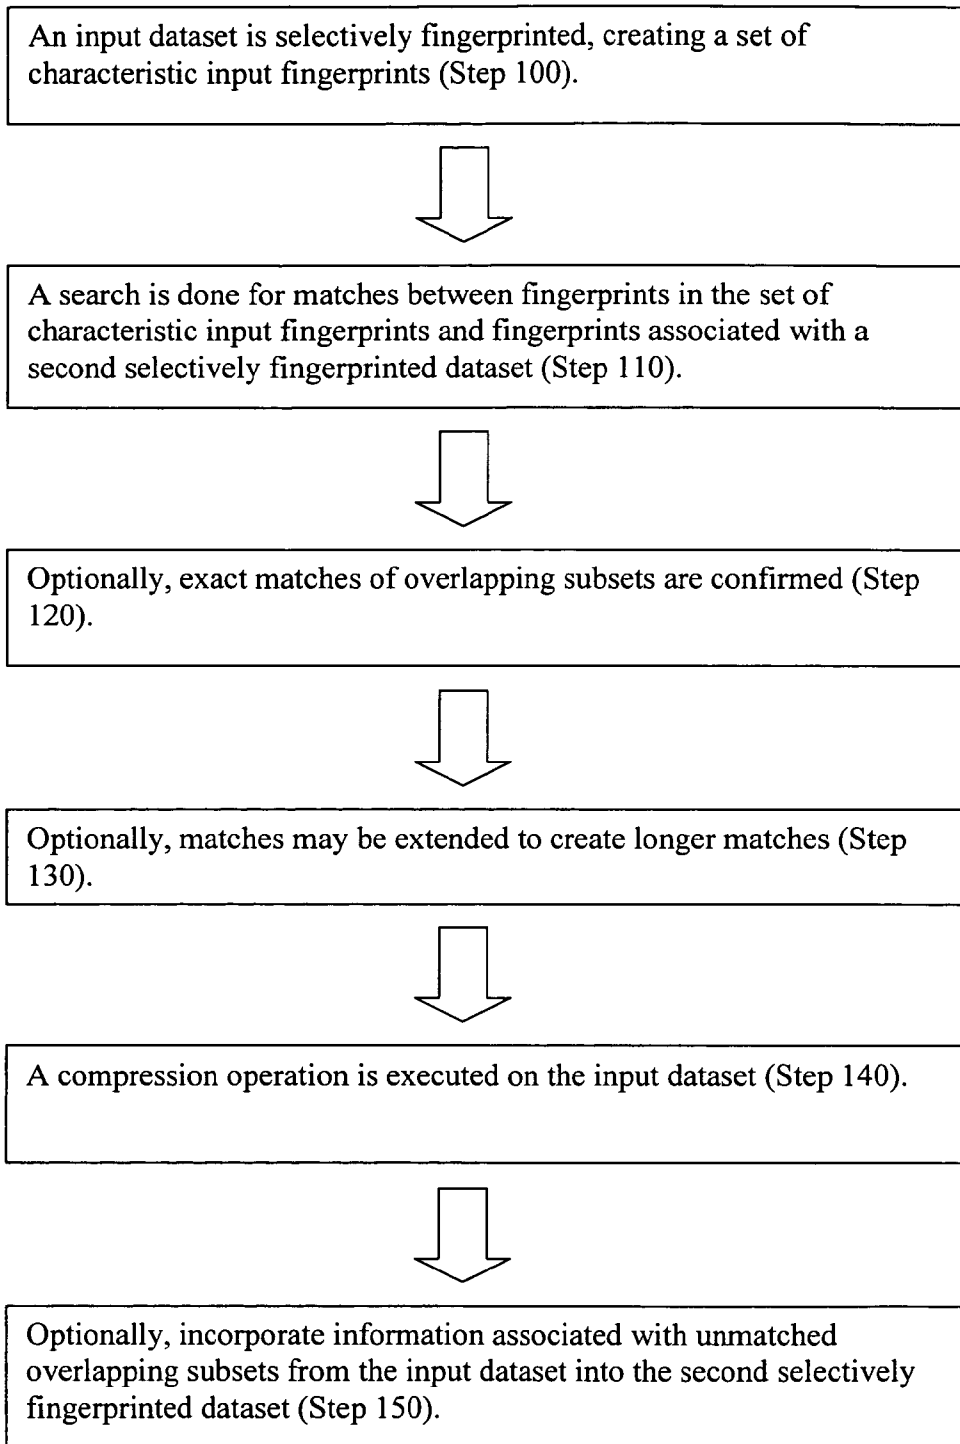 An input dataset is selectively fingerprinted, creating a set of
characteristic input fingerprints (Step 100).
A search is done for matches between fingerprints in the set of
characteristic input fingerprints and fingerprints associated with a
second selectively fingerprinted dataset (Step 110).
Optionally, exact matches of overlapping subsets are confirmed (Step
120).
Optionally, matches may be extended to create longer matches (Step
130).
A compression operation is executed on the input dataset (Step 140).
Optionally, incorporate information associated with unmatched
overlapping subsets from the input dataset into the second selectively
fingerprinted dataset (Step 150).